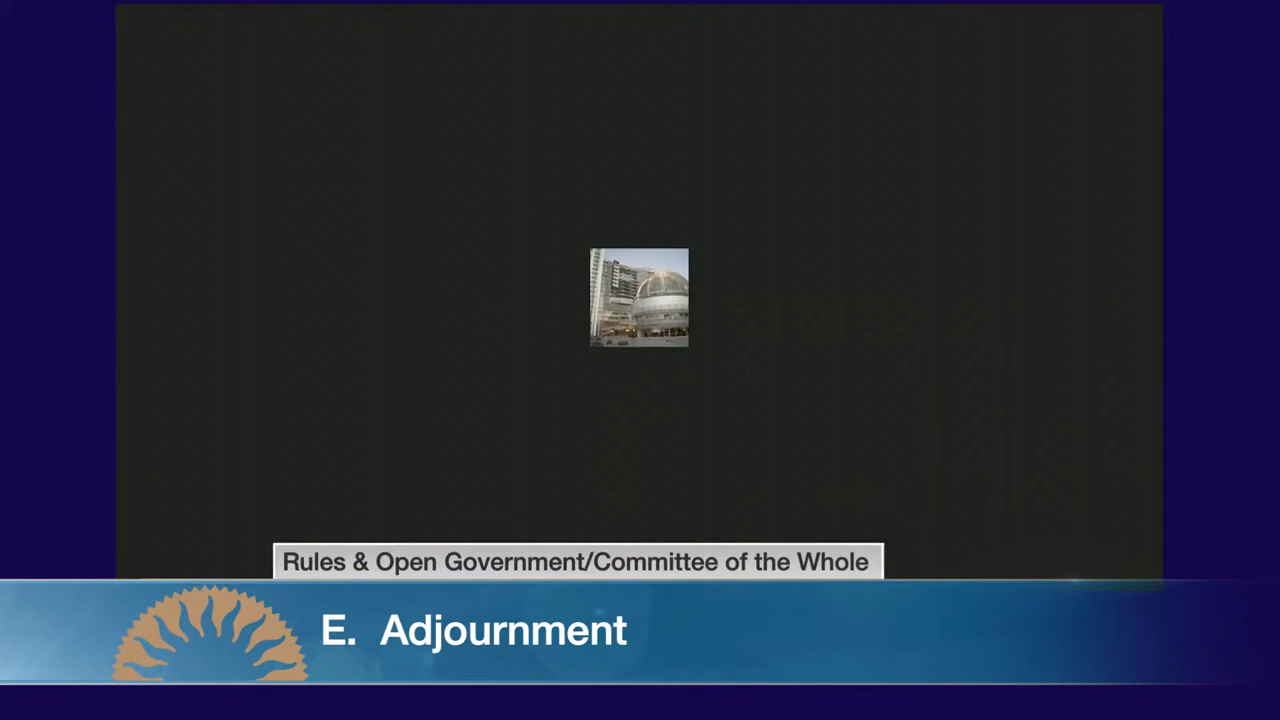 Rules & Open Government/Committee of the Whole
E. Adjournment